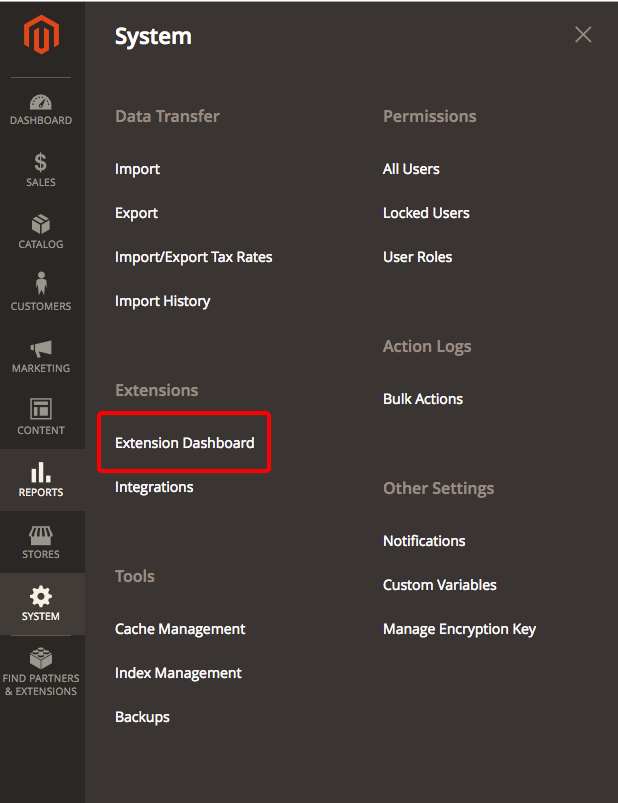 System
DASHBOARD
SALES
CATALOG
CUSTOMERS
MARKETING
CONTENT
REPORTS
STORES
SYSTEM
FIND PARTNERS
& EXTENSIONS
Data Transfer
Import
Export
Import/Export Tax Rates
Import History
Extensions
Extension Dashboard
Integrations
Tools
Cache Management
Index Management
Backups
Permissions
All Users
Locked Users
User Roles
Action Logs
Bulk Actions
Other Settings
Notifications
Custom Variables
Manage Encryption Key